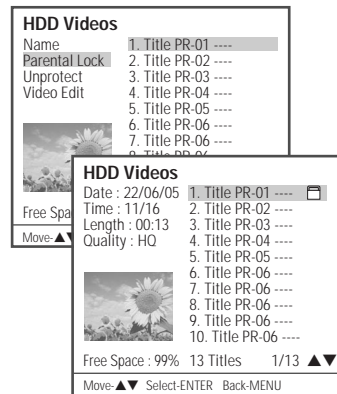 HDD Videos
Name
Parental Lock
Unprotect
Video Edit
1. Title PR-01 ----
2. Title PR-02 ----
3. Title PR-03 ----
4. Title PR-04 ----
5. Title PR-05 ----
6. Title PR-06 ----
7. Title PR-06 ----
Free Spa
Move-▲▼
HDD Videos
Date : 22/06/05
Time : 11/16
Length : 00:13
Quality : HQ
1. Title PR-01 ----
2. Title PR-02 ----
3. Title PR-03 ----
4. Title PR-04 ----
5. Title PR-05 ----
6. Title PR-06 ----
7. Title PR-06 ----
8. Title PR-06 ----
9. Title PR-06 ----
10. Title PR-06 ----
Free Space : 99% 13 Titles 1/13 ▲▼
Move-▲▼ Select-ENTER Back-MENU